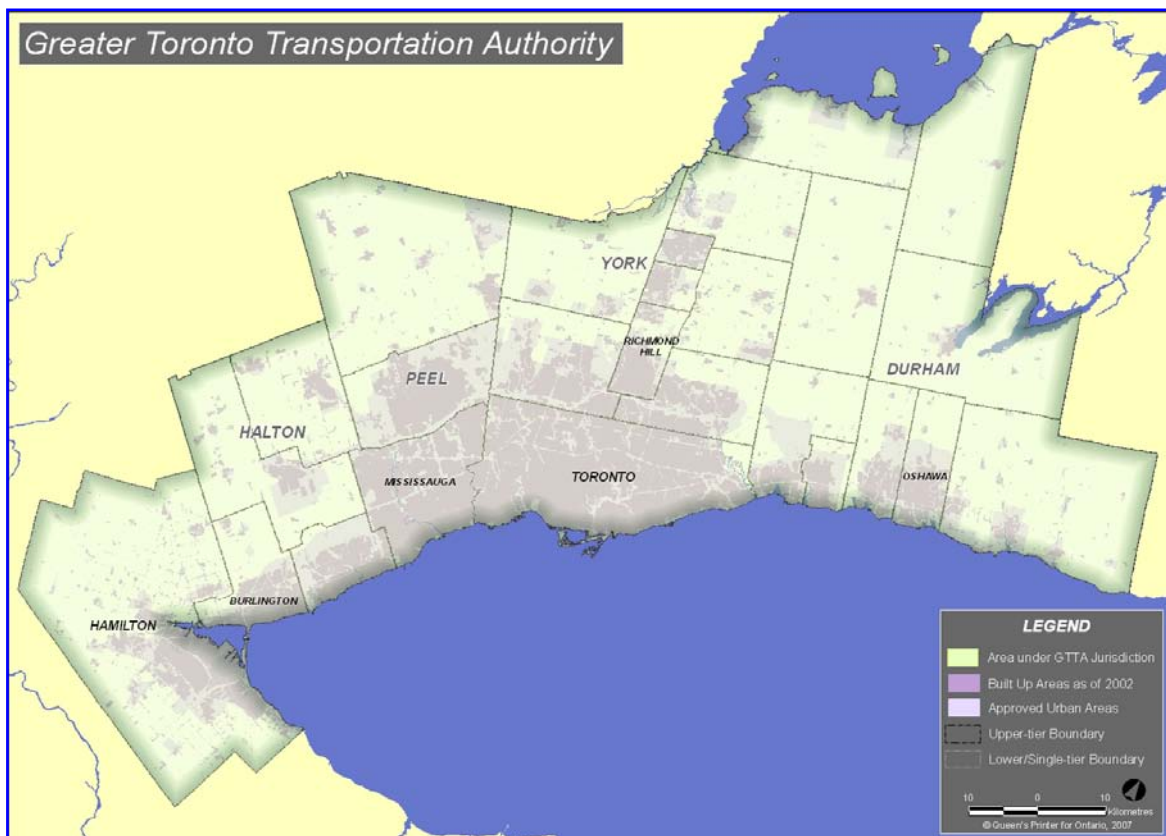 Greater Toronto Transportation Authority
YORK
RICHMOND
HILL
DURHAM
PEEL
HALTON
MISSISSAUGA
TORONTO
OSHAWA
BURLINGTON
HAMILTON
LEGEND
Area under GTTA Jurisdiction
Built Up Areas as of 2002
Approved Urban Areas
Upper-tier Boundary
Lower/Single-tier Boundary
10 0 10
Kilometres
© Queen's Printer for Ontario, 2007